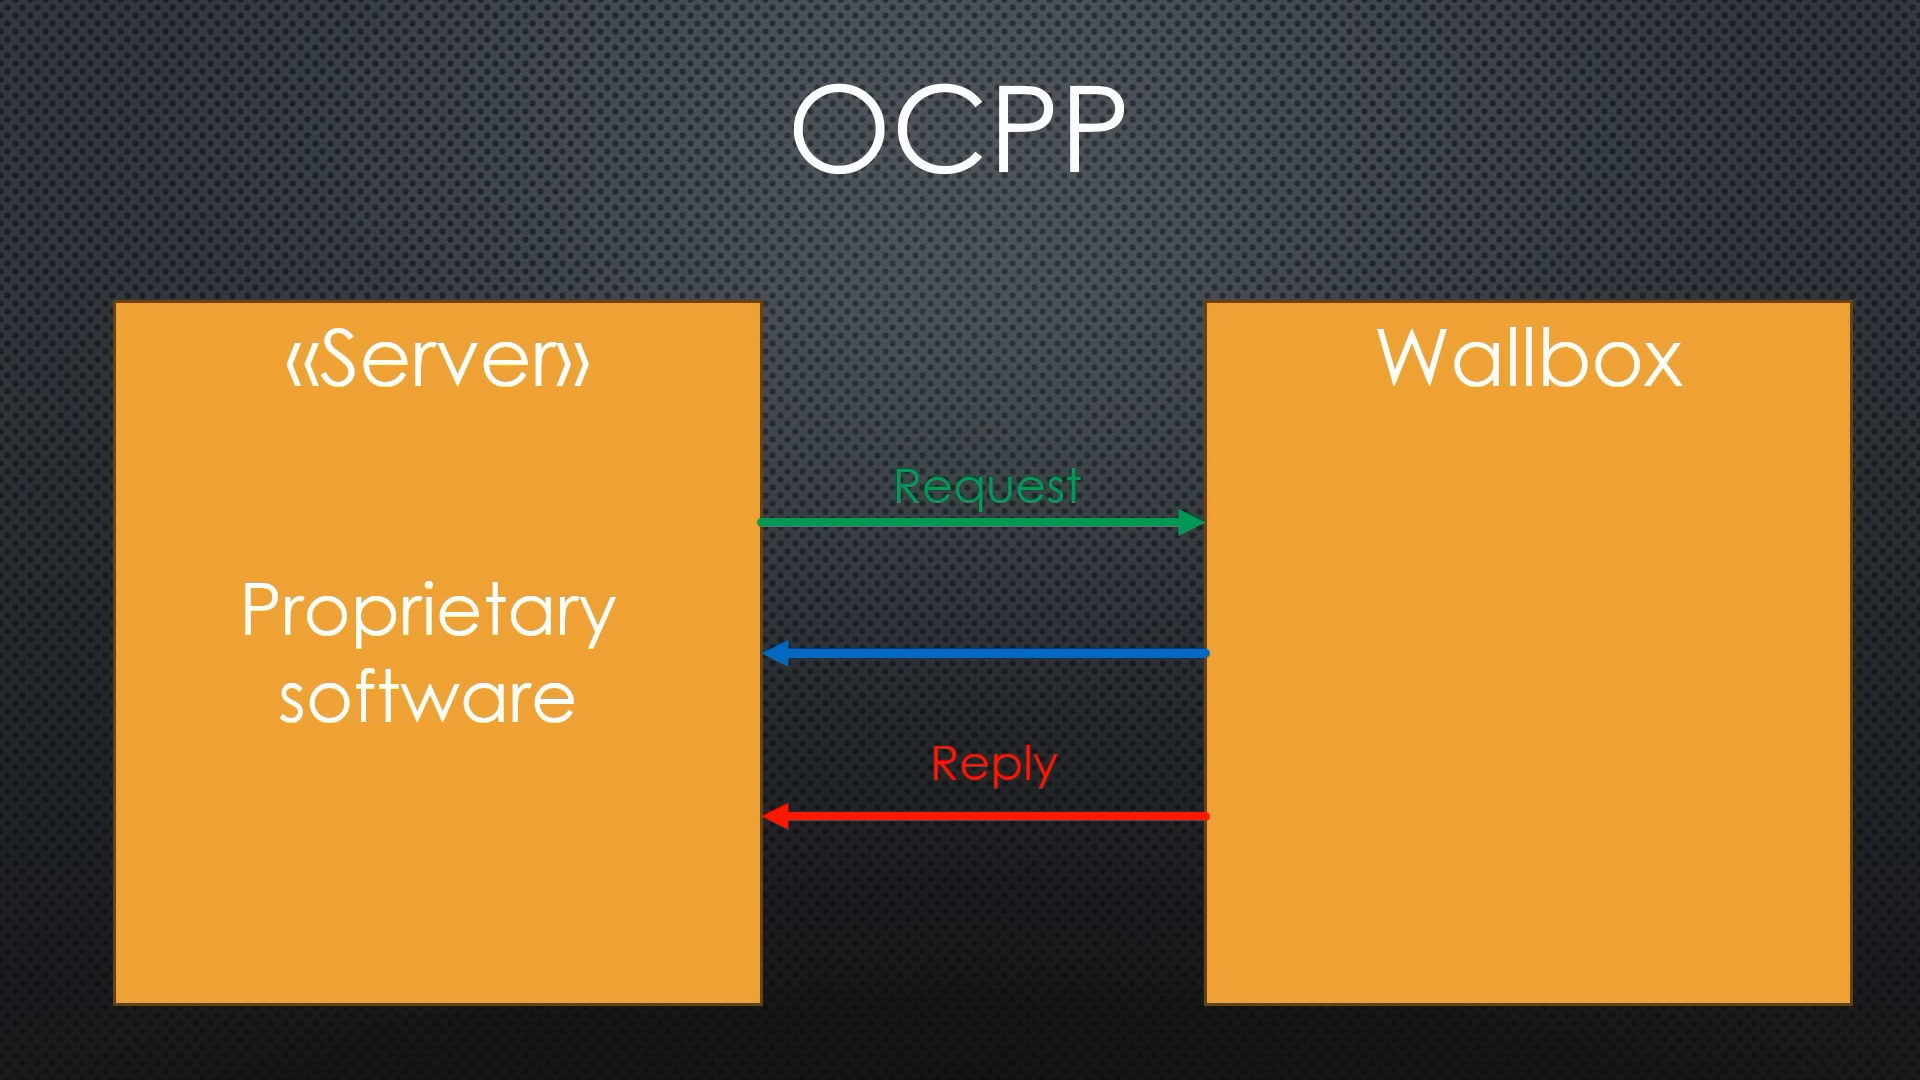 OCPP
«Server»
Wallbox
Request
Proprietary
software
Reply